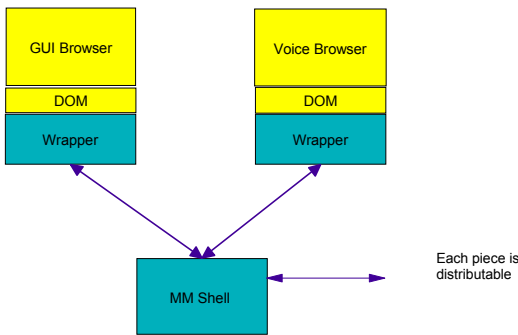 GUI Browser
Voice Browser
DOM
DOM
Wrapper
Wrapper
MM Shell
Each piece is
distributable